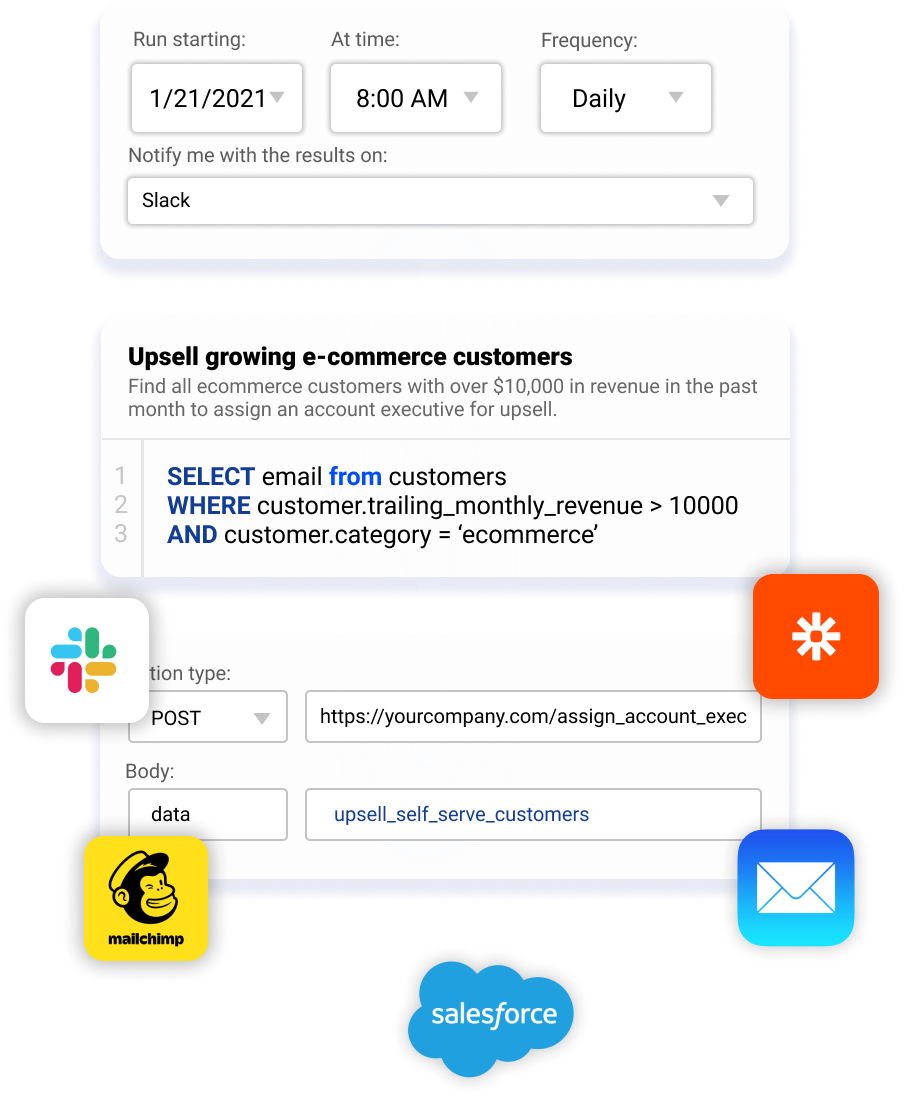 Run starting: At time: Frequency:
1/21/2021 8:00 AM Daily
Notify me with the results on:
Slack
Upsell growing e-commerce customers
Find all ecommerce customers with over $10,000 in revenue in the past
month to assign an account executive for upsell.
1 SELECT email from customers
2 WHERE customer.trailing_monthly_revenue > 10000
3 AND customer.category = ‘ecommerce’
tion type:
POST https://yourcompany.com/assign_account_exec
Body:
data upsell_self_serve_customers
mailchimp
salesforce